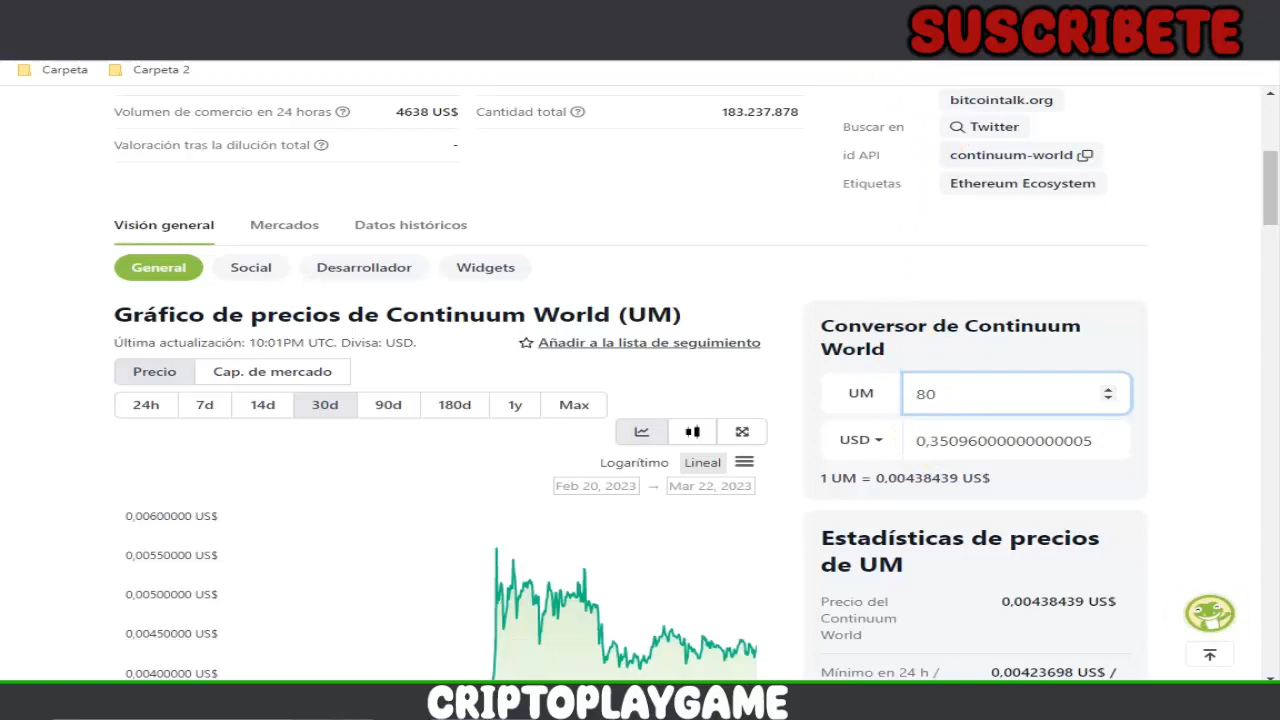 SUSCRIBETE
Carpeta
Carpeta 2
bitcointalk.org
Volumen de comercio en 24 horas
4638 US$
Cantidad total
183.237.878
Buscar en
Twitter
Valoración tras la dilución total
-
id API
continuum-world
Etiquetas
Ethereum Ecosystem
Visión general
Mercados
Datos históricos
General
Social
Desarrollador
Widgets
Gráfico de precios de Continuum World (UM)
Última actualización: 10:01PM UTC. Divisa: USD.
Añadir a la lista de seguimiento
Precio
Cap. de mercado
24h
7d
14d
30d
90d
180d
1y
Max
Logarítmo
Lineal
Feb 20, 2023 → Mar 22, 2023
0,00600000 US$
0,00550000 US$
0,00500000 US$
0,00450000 US$
0,00400000 US$
Conversor de Continuum
World
UM
80
USD
0,35096000000000005
1 UM = 0,00438439 US$
Estadísticas de precios
de UM
Precio del
Continuum
World
0,00438439 US$
Mínimo en 24 h /
0,00423698 US$ /
CRIPTOPLAYGAME